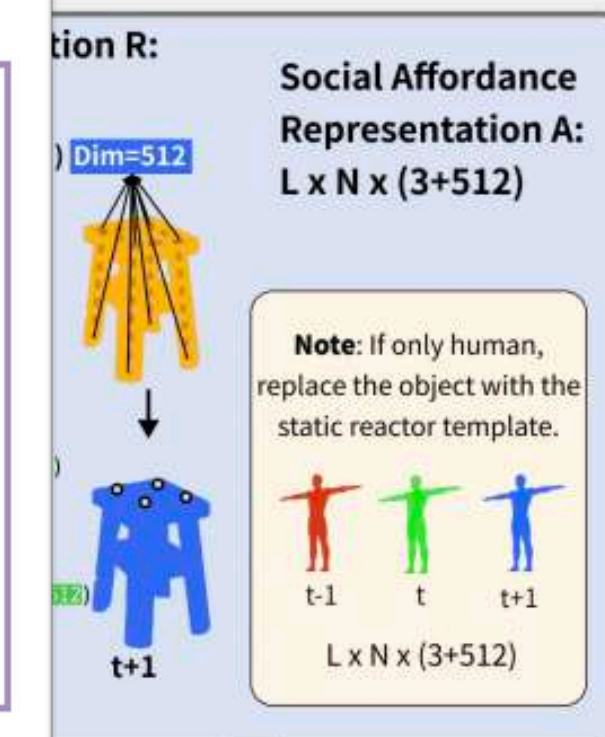 tion R:
Social Affordance
Representation A:
L x N x (3+512)
) Dim=512
Note: If only human,
replace the object with the
static reactor template.
)
512)
t-1 t t+1
t+1
L x N x (3+512)